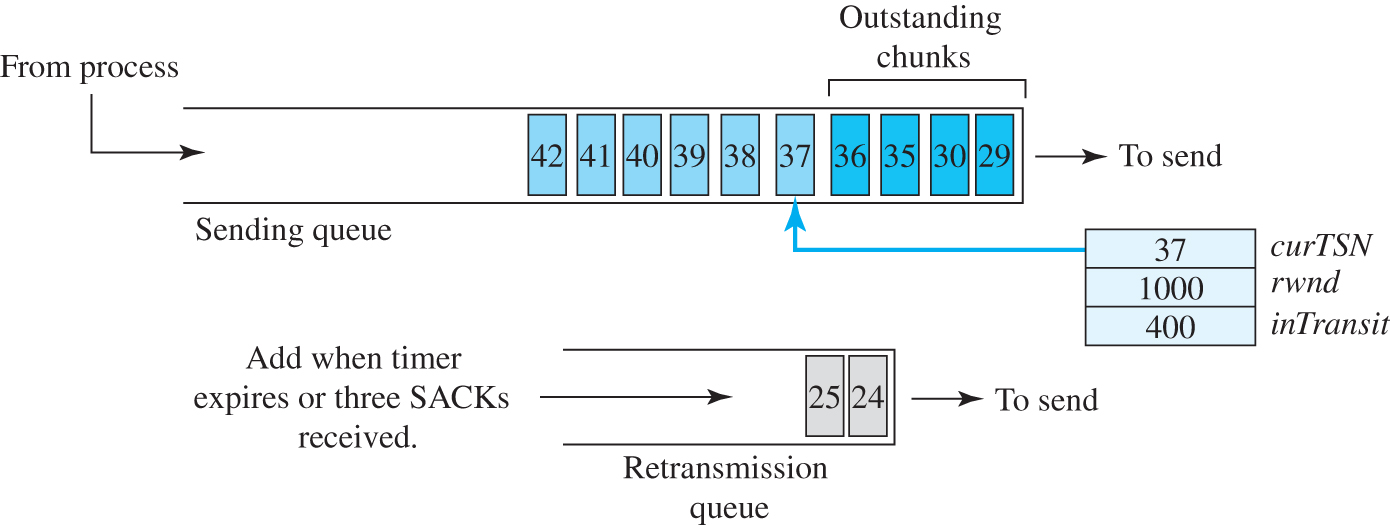 Outstanding
chunks
From process
42 41 40 39 38 37 36 35 30 29
To send
Sending queue
37 curTSN
1000 rwnd
400 inTransit
Add when timer
expires or three SACKs
received.
25 24
To send
Retransmission
queue